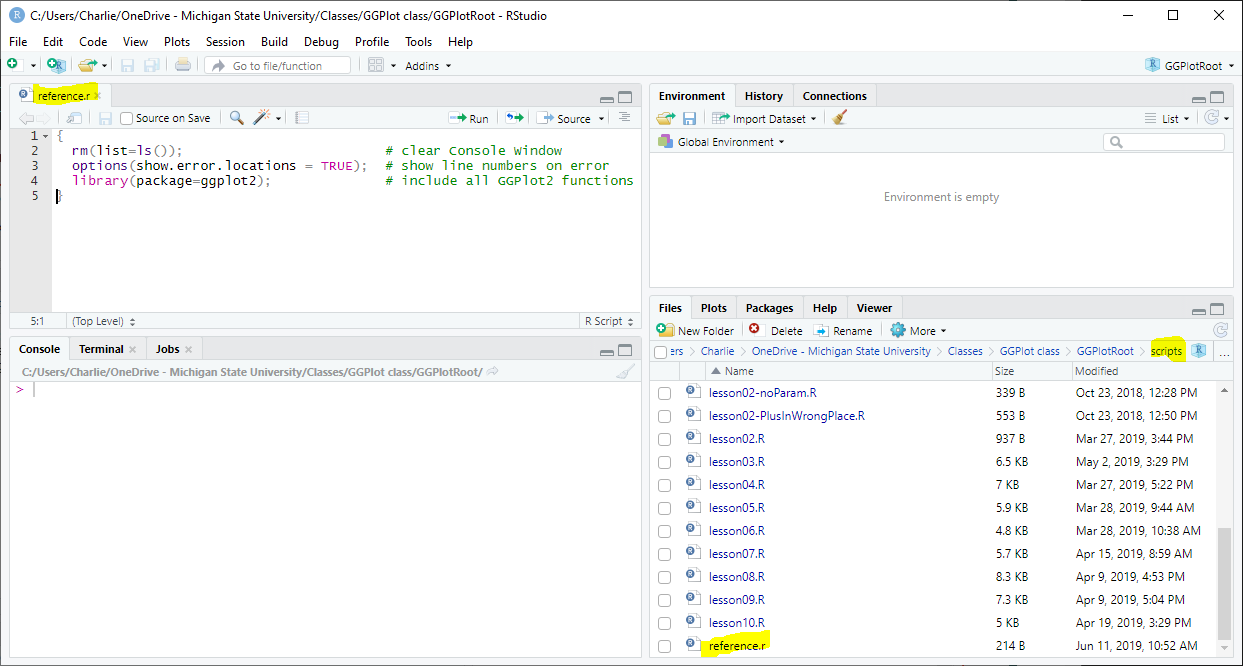 C:/Users/Charlie/OneDrive - Michigan State University/Classes/GGPlot class/GGPlotRoot - RStudio
File Edit Code View Plots Session Build Debug Profile Tools Help
Go to file/function Addins GGPlotRoot
reference.r
Source on Save Run Source
1 {
2 rm(list=ls()); # clear Console Window
3 options(show.error.locations = TRUE); # show line numbers on error
4 library(package=ggplot2); # include all GGPlot2 functions
5 }
5:1 (Top Level) R Script
Console Terminal Jobs
C:/Users/Charlie/OneDrive - Michigan State University/Classes/GGPlot class/GGPlotRoot/
>
Environment History Connections
Import Dataset List
Global Environment
Environment is empty
Files Plots Packages Help Viewer
New Folder Delete Rename More
ers Charlie OneDrive - Michigan State University Classes GGPlot class GGPlotRoot scripts ...
Name Size Modified
lesson02-noParam.R 339 B Oct 23, 2018, 12:28 PM
lesson02-PlusInWrongPlace.R 553 B Oct 23, 2018, 12:50 PM
lesson02.R 937 B Mar 27, 2019, 3:44 PM
lesson03.R 6.5 KB May 2, 2019, 3:29 PM
lesson04.R 7 KB Mar 27, 2019, 5:22 PM
lesson05.R 5.9 KB Mar 28, 2019, 9:44 AM
lesson06.R 4.8 KB Mar 28, 2019, 10:38 AM
lesson07.R 5.7 KB Apr 15, 2019, 8:59 AM
lesson08.R 8.3 KB Apr 9, 2019, 4:53 PM
lesson09.R 7.3 KB Apr 9, 2019, 5:04 PM
lesson10.R 5 KB Apr 19, 2019, 3:29 PM
reference.r 214 B Jun 11, 2019, 10:52 AM